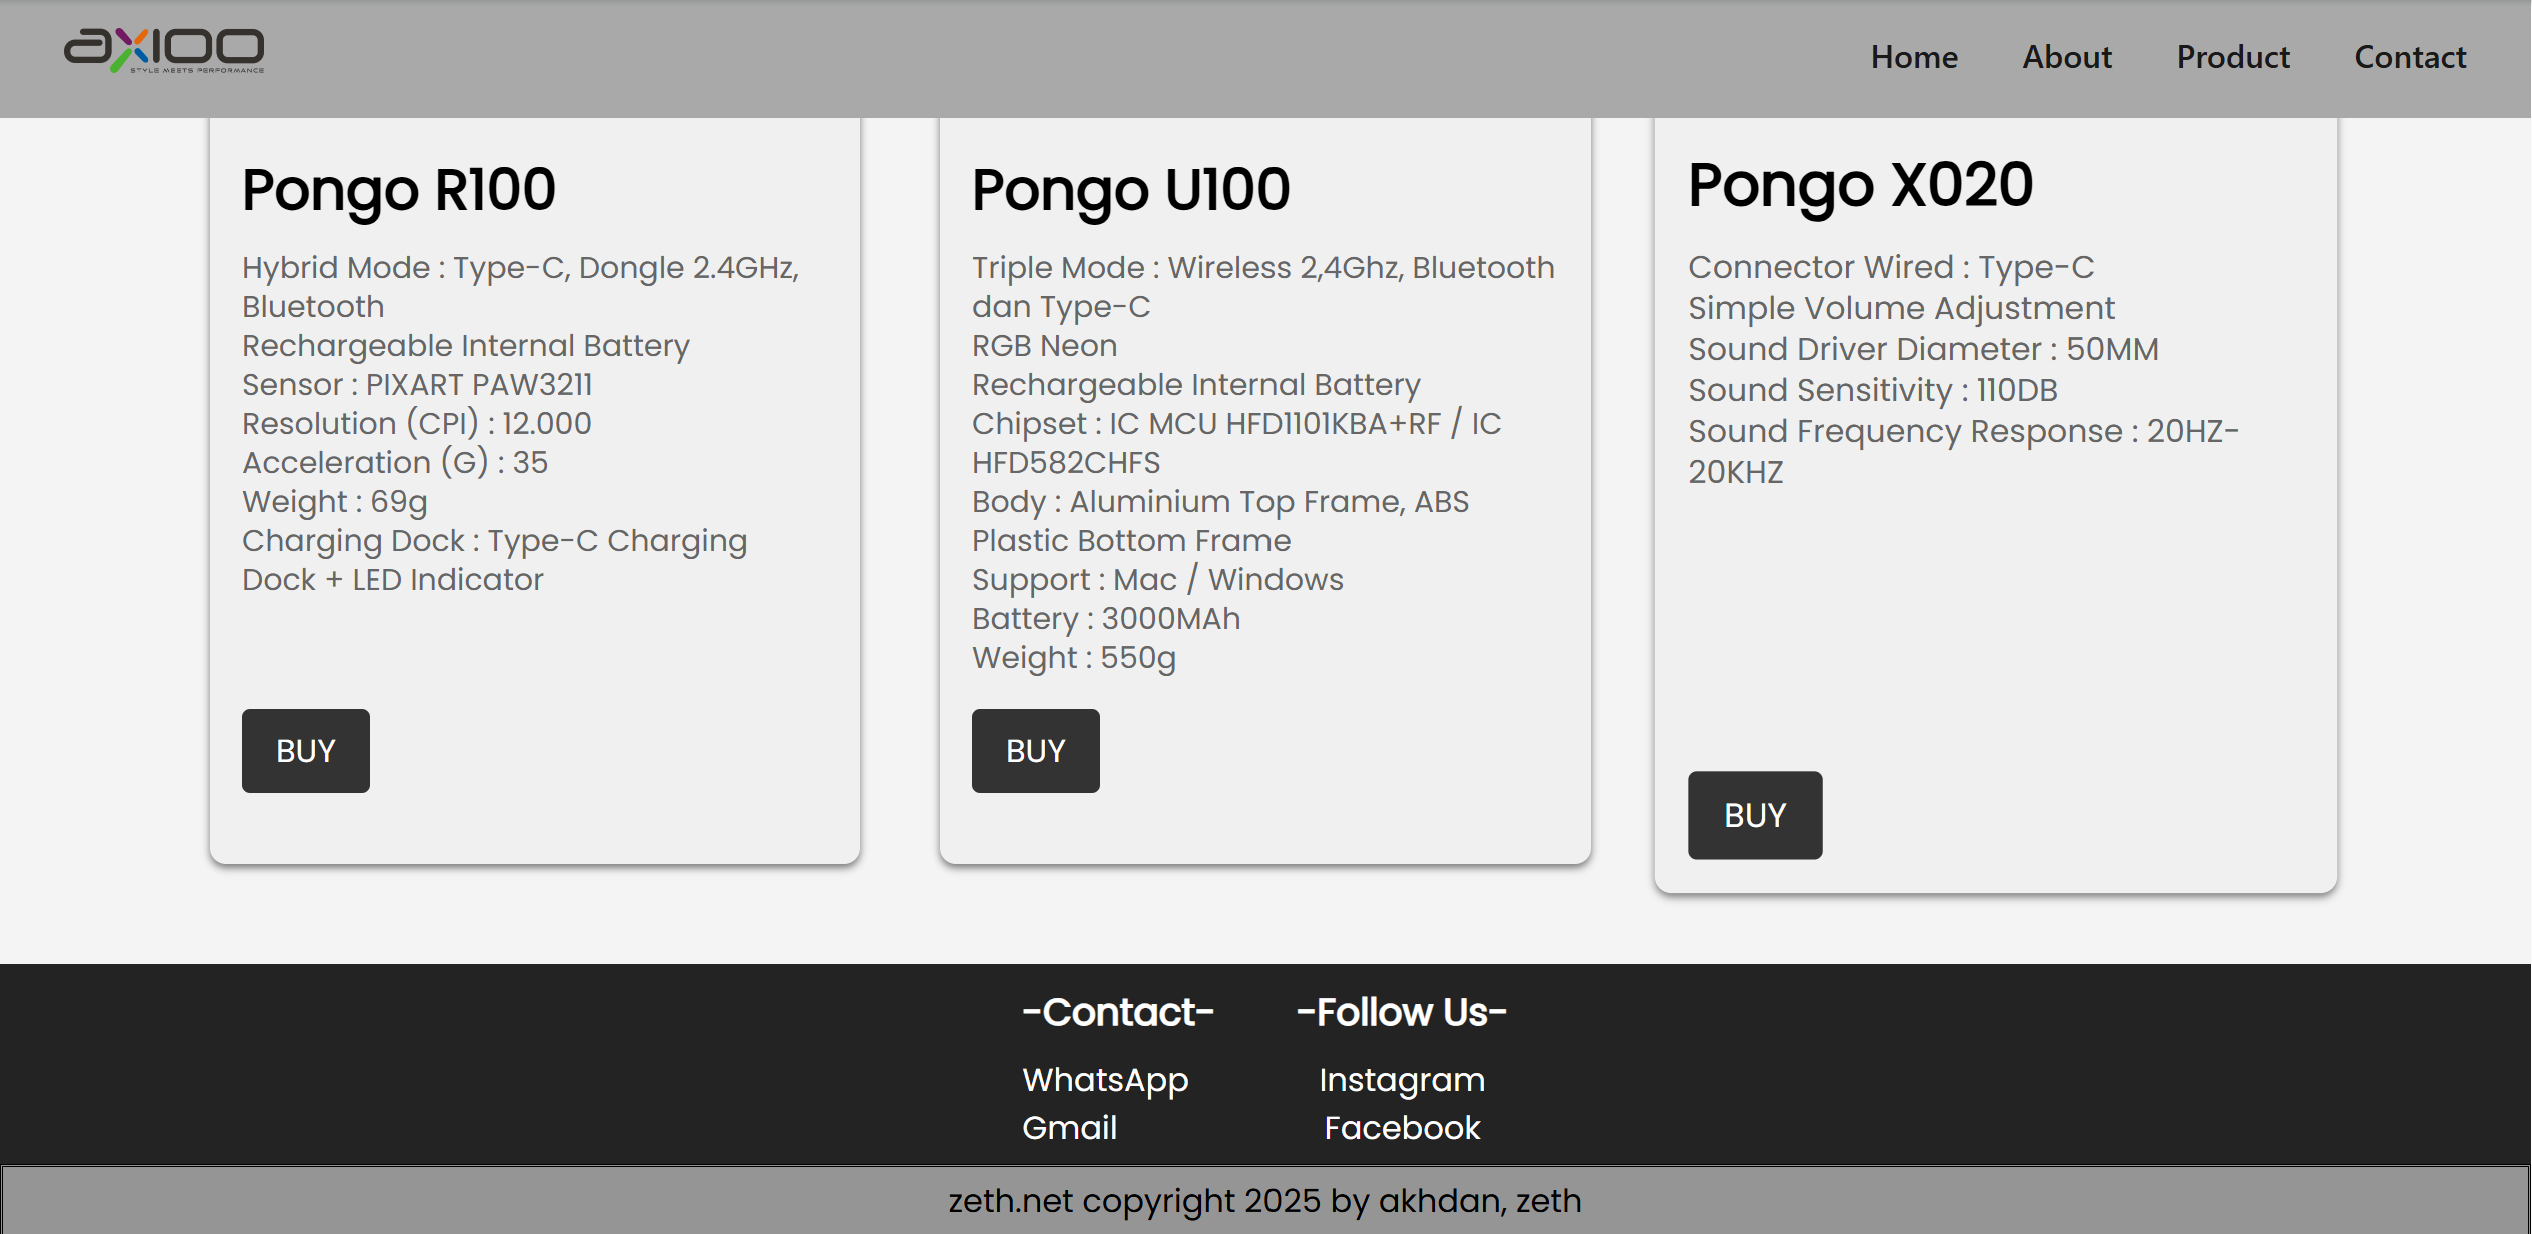 axioo
STYLE MEETS PERFORMANCE
Home
About
Product
Contact
Pongo R100
Hybrid Mode : Type-C, Dongle 2.4GHz,
Bluetooth
Rechargeable Internal Battery
Sensor : PIXART PAW3211
Resolution (CPI) : 12.000
Acceleration (G) : 35
Weight : 69g
Charging Dock : Type-C Charging
Dock + LED Indicator
BUY
Pongo U100
Triple Mode : Wireless 2,4Ghz, Bluetooth
dan Type-C
RGB Neon
Rechargeable Internal Battery
Chipset : IC MCU HFD1101KBA+RF / IC
HFD582CHFS
Body : Aluminium Top Frame, ABS
Plastic Bottom Frame
Support : Mac / Windows
Battery : 3000MAh
Weight : 550g
BUY
Pongo X020
Connector Wired : Type-C
Simple Volume Adjustment
Sound Driver Diameter : 50MM
Sound Sensitivity : 110DB
Sound Frequency Response : 20HZ-
20KHZ
BUY
-Contact-
WhatsApp
Gmail
-Follow Us-
Instagram
Facebook
zeth.net copyright 2025 by akhdan, zeth